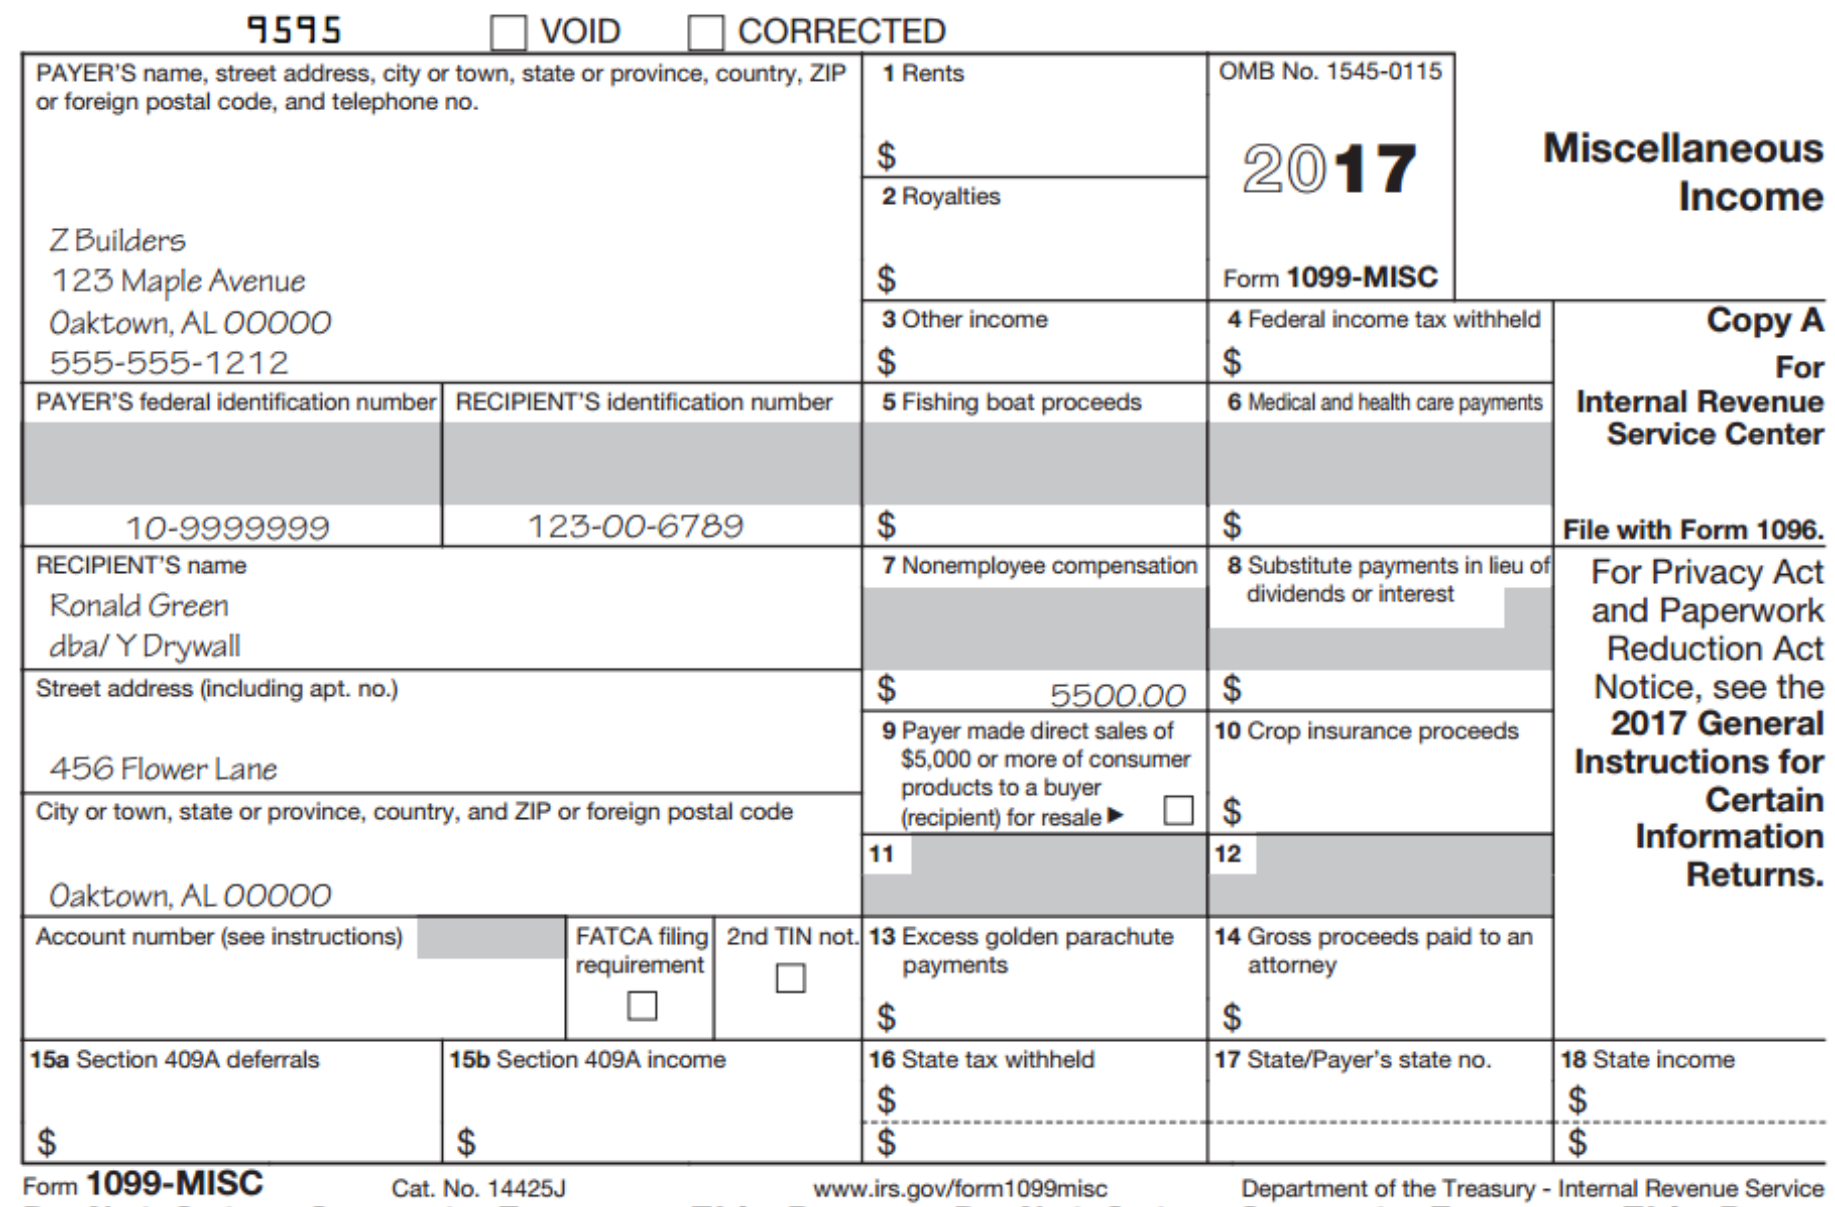 9595 VOID CORRECTED
PAYER'S name, street address, city or town, state or province, country, ZIP
or foreign postal code, and telephone no.
Z Builders
123 Maple Avenue
Oaktown, AL 00000
555-555-1212
1 Rents
$
2 Royalties
$
OMB No. 1545-0115
2017
Form 1099-MISC
Miscellaneous
Income
3 Other income
$
4 Federal income tax withheld
$
Copy A
For
Internal Revenue
Service Center
File with Form 1096.
PAYER'S federal identification number
10-9999999
RECIPIENT'S identification number
123-00-6789
5 Fishing boat proceeds
$
6 Medical and health care payments
$
RECIPIENT'S name
Ronald Green
dba/ Y Drywall
7 Nonemployee compensation
$ 5500.00
8 Substitute payments in lieu of
dividends or interest
$
For Privacy Act
and Paperwork
Reduction Act
Notice, see the
2017 General
Instructions for
Certain
Information
Returns.
Street address (including apt. no.)
456 Flower Lane
9 Payer made direct sales of
$5,000 or more of consumer
products to a buyer
(recipient) for resale ▶
10 Crop insurance proceeds
$
City or town, state or province, country, and ZIP or foreign postal code
Oaktown, AL 00000
11
12
Account number (see instructions)
FATCA filing
requirement
2nd TIN not.
13 Excess golden parachute
payments
$
14 Gross proceeds paid to an
attorney
$
15a Section 409A deferrals
$
15b Section 409A income
$
16 State tax withheld
$
$
17 State/Payer's state no.
18 State income
$
$
Form 1099-MISC
Cat. No. 14425J
www.irs.gov/form1099misc
Department of the Treasury - Internal Revenue Service